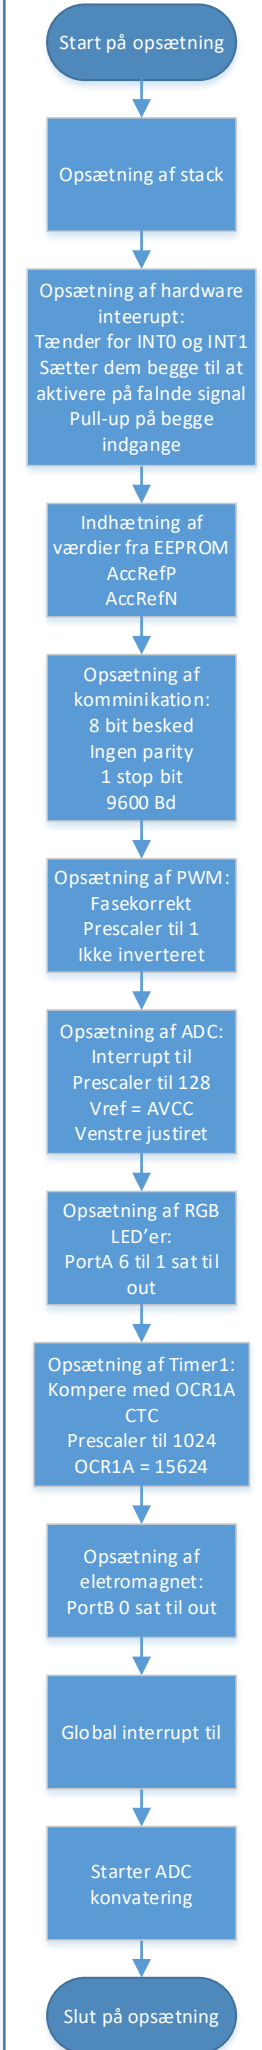 Start på opsætning
Opsætning af stack
Opsætning af hardware
inteerupt:
Tænder for INT0 og INT1
Sætter dem begge til at
aktivere på falnde signal
Pull-up på begge
indgange
Indhætning af
værdier fra EEPROM
AccRefP
AccRefN
Opsætning af
komminikation:
8 bit besked
Ingen parity
1 stop bit
9600 Bd
Opsætning af PWM:
Fasekorrekt
Prescaler til 1
Ikke inverteret
Opsætning af ADC:
Interrupt til
Prescaler til 128
Vref = AVCC
Venstre justiret
Opsætning af RGB
LED’er:
PortA 6 til 1 sat til
out
Opsætning af Timer1:
Kompere med OCR1A
CTC
Prescaler til 1024
OCR1A = 15624
Opsætning af
eletromagnet:
PortB 0 sat til out
Global interrupt til
Starter ADC
konvatering
Slut på opsætning